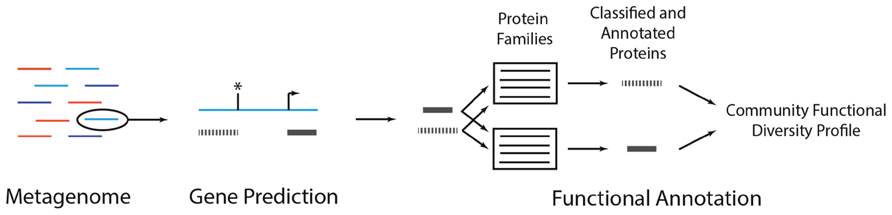 Protein
Families
Classified and
Annotated
Proteins
*
Community Functional
Diversity Profile
Metagenome
Gene Prediction
Functional Annotation